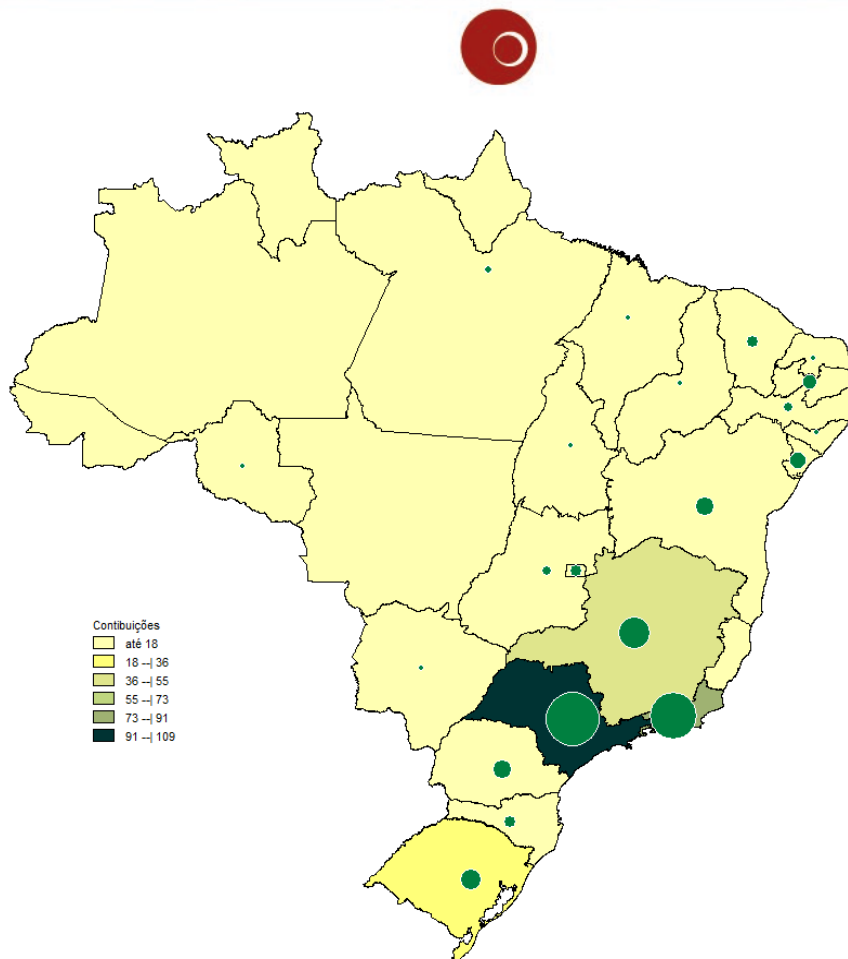 Contibuições
até 18
18 --| 36
36 --| 55
55 --| 73
73 --| 91
91 --| 109